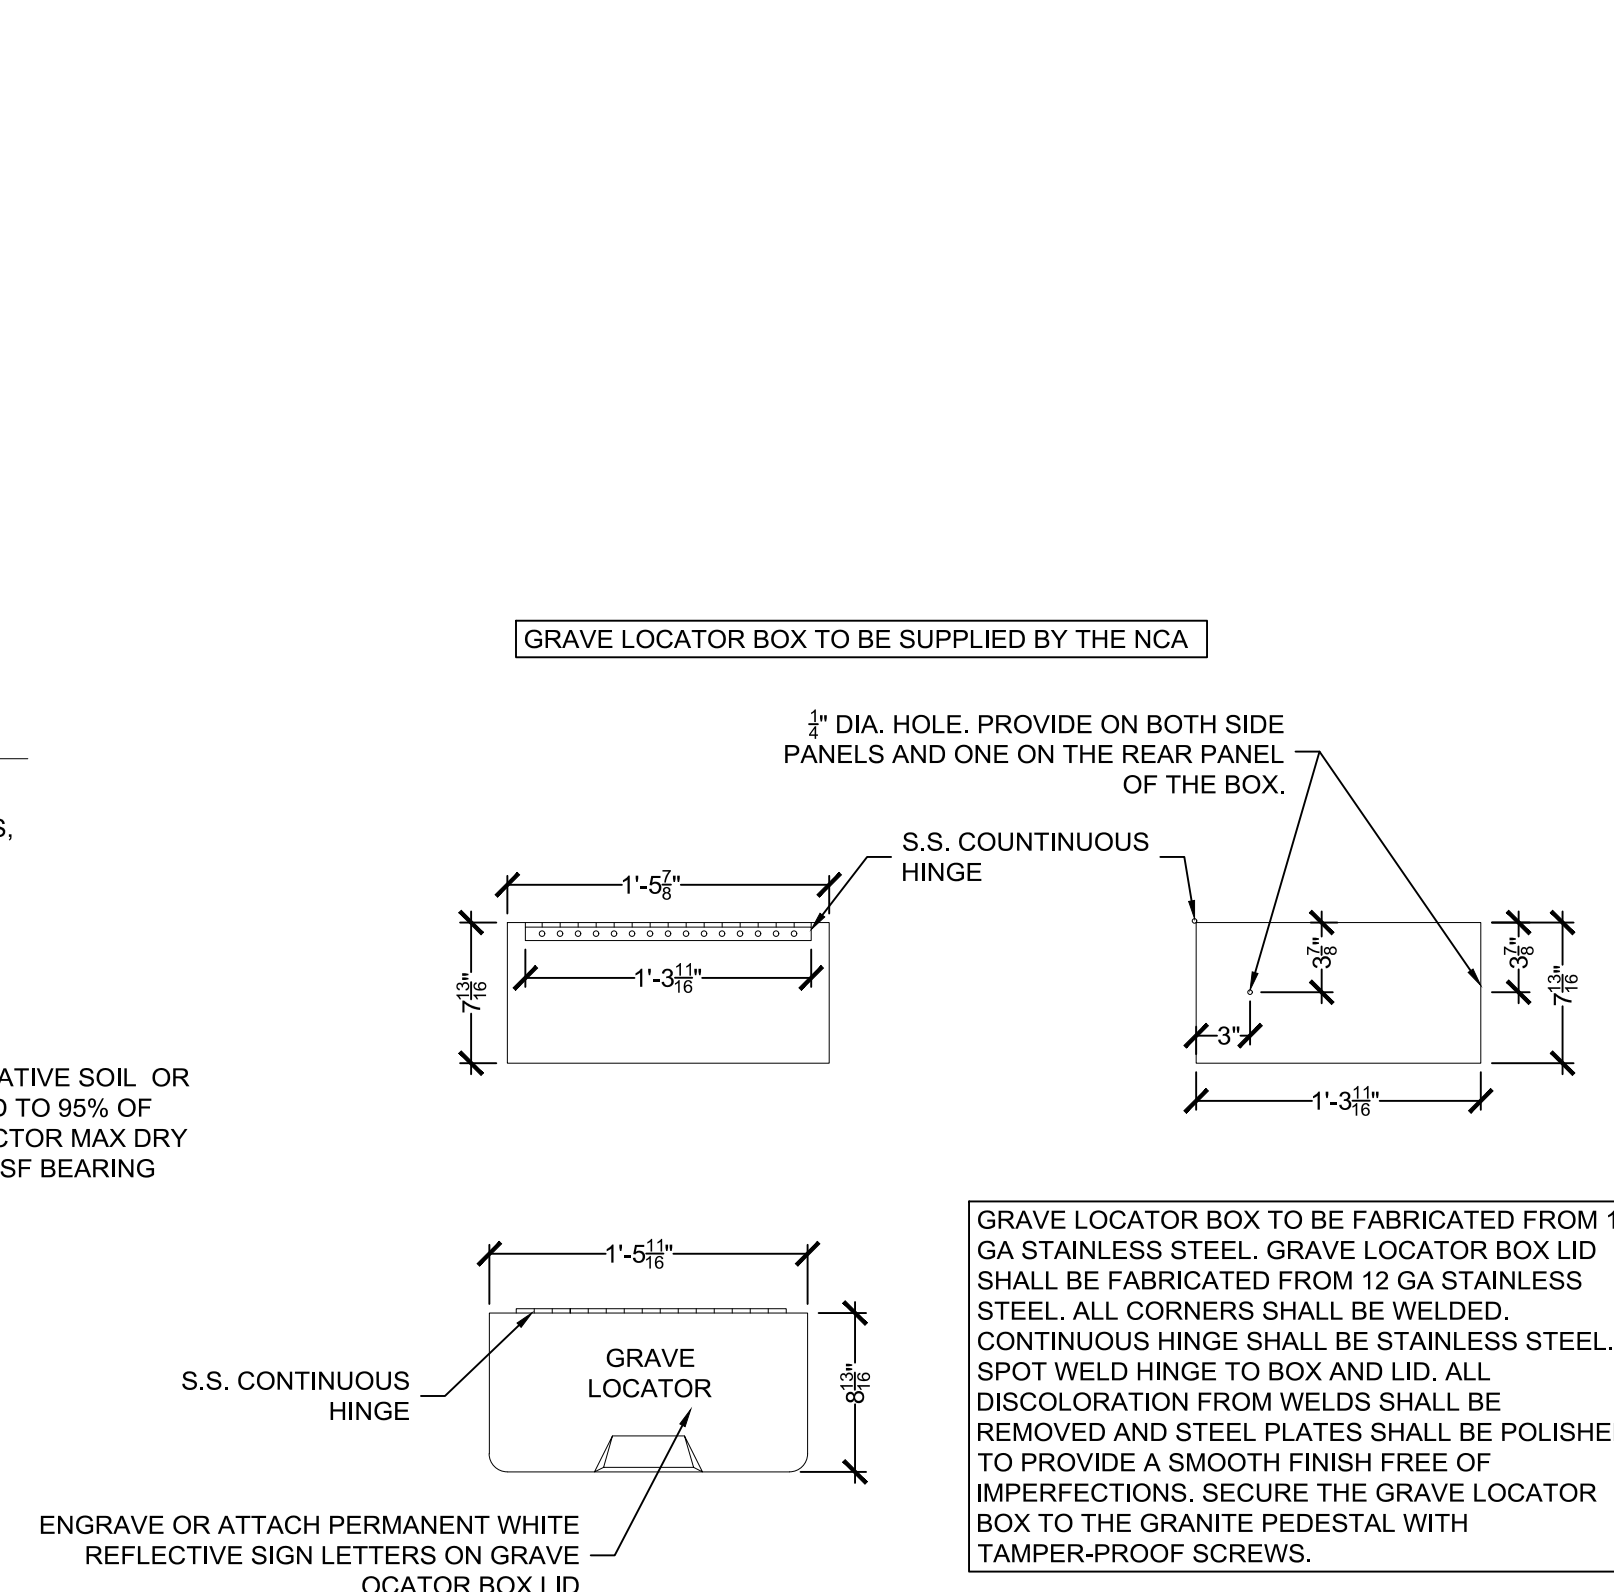 GRAVE LOCATOR BOX TO BE SUPPLIED BY THE NCA
1/4" DIA. HOLE. PROVIDE ON BOTH SIDE
PANELS AND ONE ON THE REAR PANEL
OF THE BOX.
S,
S.S. COUNTINUOUS
HINGE
1'-5 7/8"
1'-3 11/16"
7 13/16"
3 7/8"
3 7/8"
7 13/16"
3"
1'-3 11/16"
ATIVE SOIL OR
D TO 95% OF
CTOR MAX DRY
SF BEARING
1'-5 11/16"
GRAVE
LOCATOR
8 13/16"
S.S. CONTINUOUS
HINGE
ENGRAVE OR ATTACH PERMANENT WHITE
REFLECTIVE SIGN LETTERS ON GRAVE
OCATOR BOX LID
GRAVE LOCATOR BOX TO BE FABRICATED FROM 1
GA STAINLESS STEEL. GRAVE LOCATOR BOX LID
SHALL BE FABRICATED FROM 12 GA STAINLESS
STEEL. ALL CORNERS SHALL BE WELDED.
CONTINUOUS HINGE SHALL BE STAINLESS STEEL.
SPOT WELD HINGE TO BOX AND LID. ALL
DISCOLORATION FROM WELDS SHALL BE
REMOVED AND STEEL PLATES SHALL BE POLISHE
TO PROVIDE A SMOOTH FINISH FREE OF
IMPERFECTIONS. SECURE THE GRAVE LOCATOR
BOX TO THE GRANITE PEDESTAL WITH
TAMPER-PROOF SCREWS.